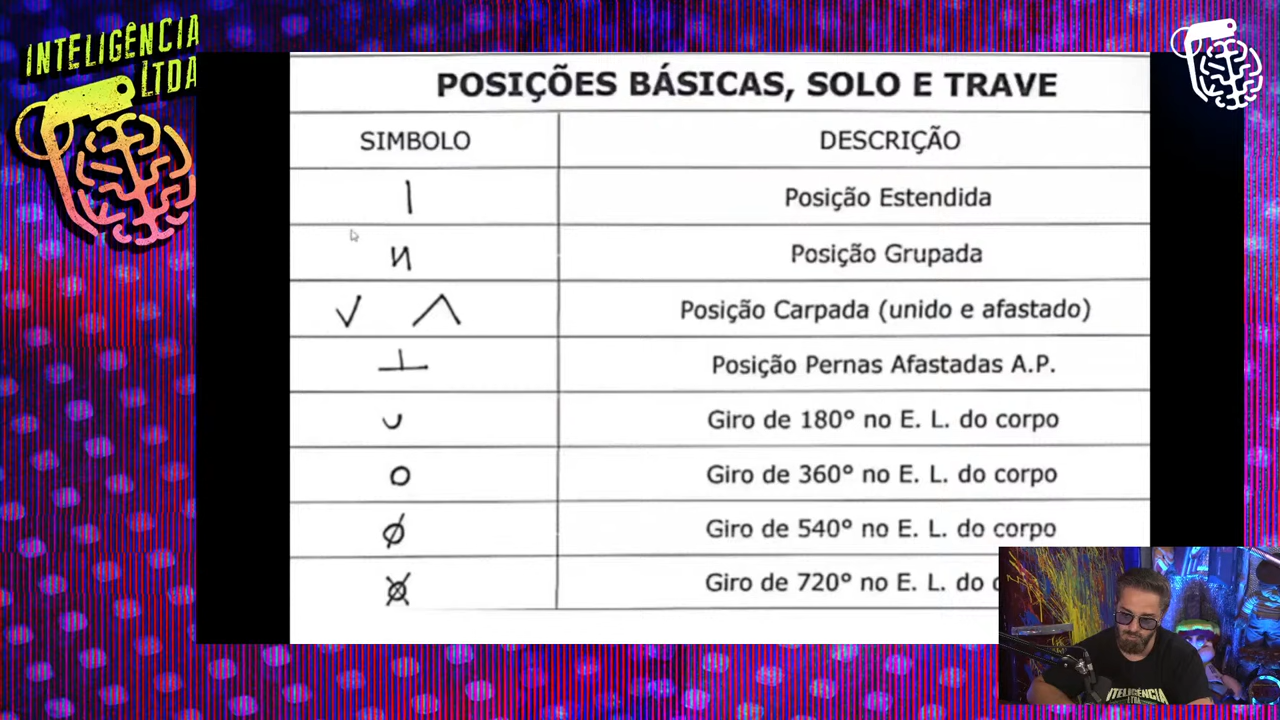 INTELIGÊNCIA
LTDA
POSIÇÕES BÁSICAS, SOLO E TRAVE
SIMBOLO DESCRIÇÃO
Posição Estendida
Posição Grupada
Posição Carpada (unido e afastado)
Posição Pernas Afastadas A.P.
Giro de 180° no E. L. do corpo
Giro de 360° no E. L. do corpo
Giro de 540° no E. L. do corpo
Giro de 720° no E. L. do